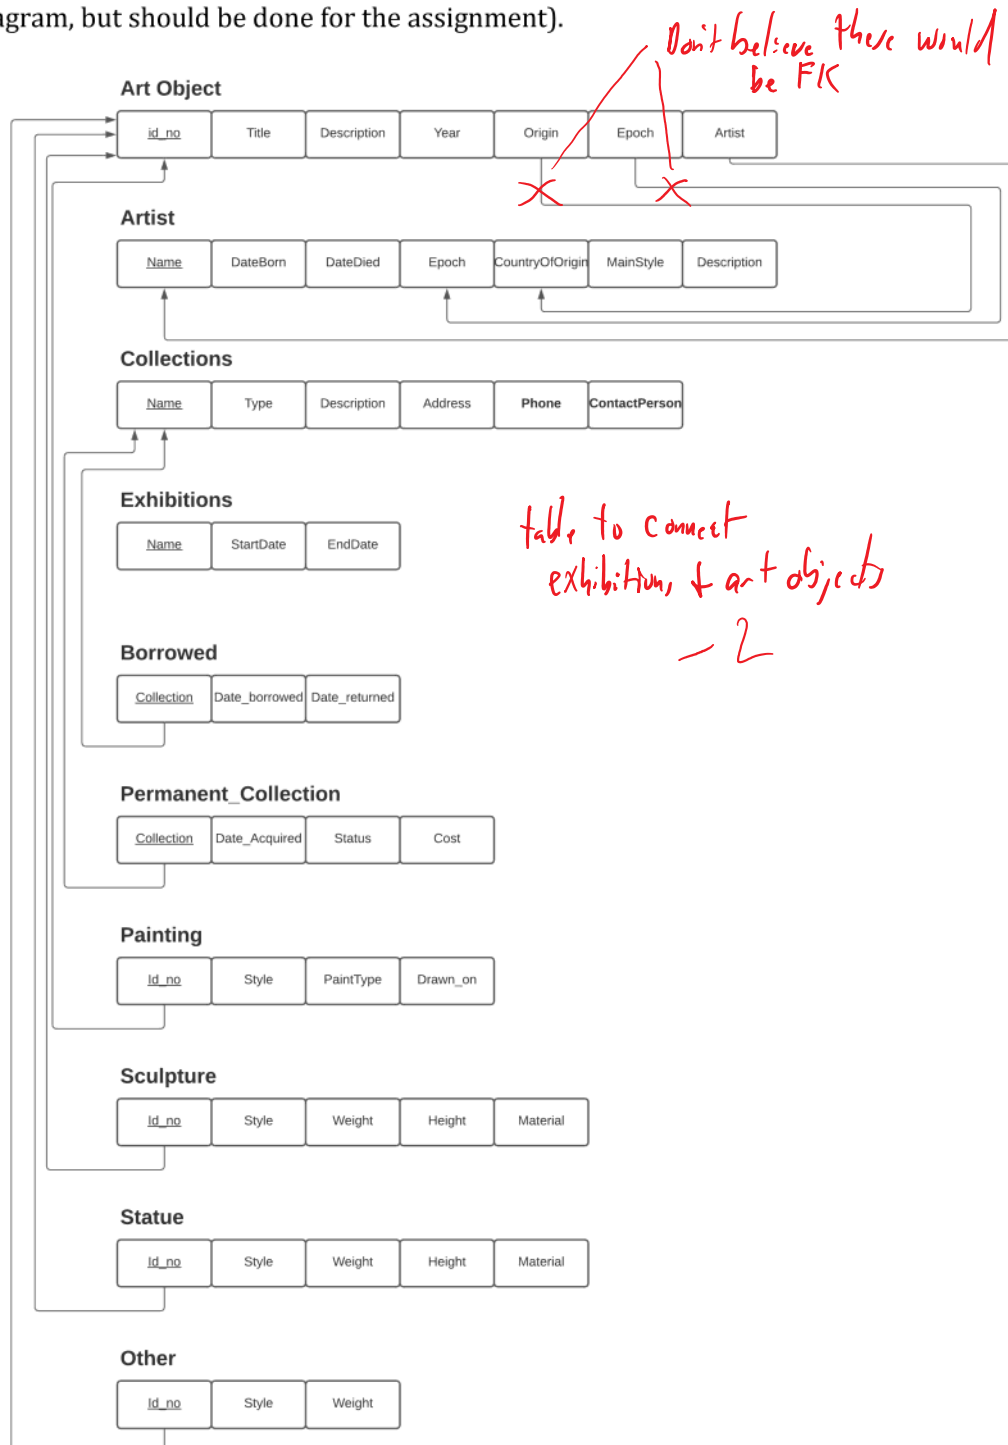 agram, but should be done for the assignment).
Don't believe these would
be FK
Art Object
id_no Title Description Year Origin Epoch Artist
Artist
Name DateBorn DateDied Epoch CountryOfOrigin MainStyle Description
Collections
Name Type Description Address Phone ContactPerson
Exhibitions
Name StartDate EndDate
table to connect
exhibitions & art objects
- 2
Borrowed
Collection Date_borrowed Date_returned
Permanent_Collection
Collection Date_Acquired Status Cost
Painting
Id_no Style PaintType Drawn_on
Sculpture
Id_no Style Weight Height Material
Statue
Id_no Style Weight Height Material
Other
Id_no Style Weight